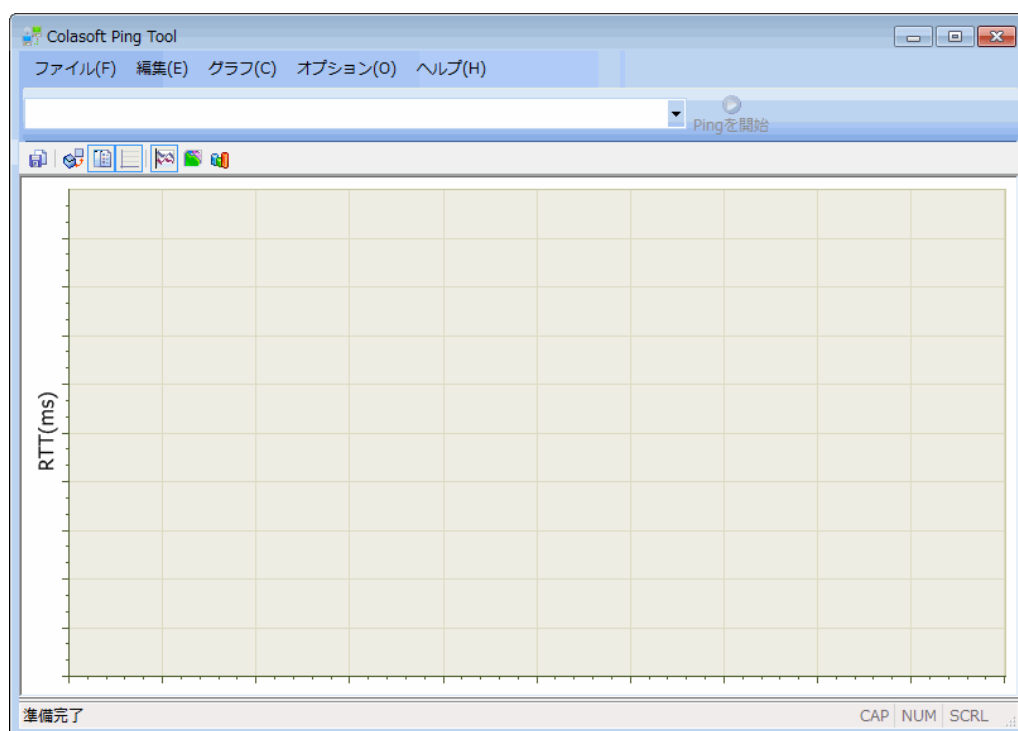 Colasoft Ping Tool
ファイル(F) 編集(E) グラフ(C) オプション(O) ヘルプ(H)
Pingを開始
RTT(ms)
準備完了 CAP NUM SCRL